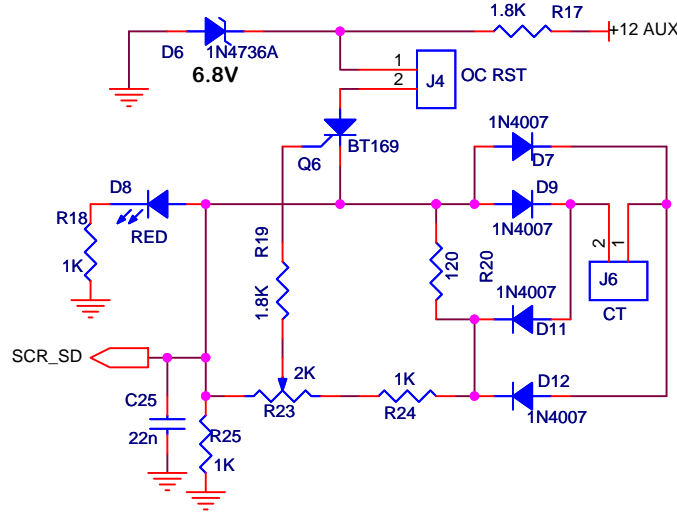 1.8K R17
+12 AUX
D6 1N4736A
6.8V
1
2
J4
OC RST
BT169
Q6
1N4007
D7
D8
RED
R18
1K
D9
1N4007
R19
1.8K
120
R20
2
1
J6
CT
1N4007
D11
SCR_SD
2K
R23
1K
R24
D12
1N4007
C25
22n
R25
1K